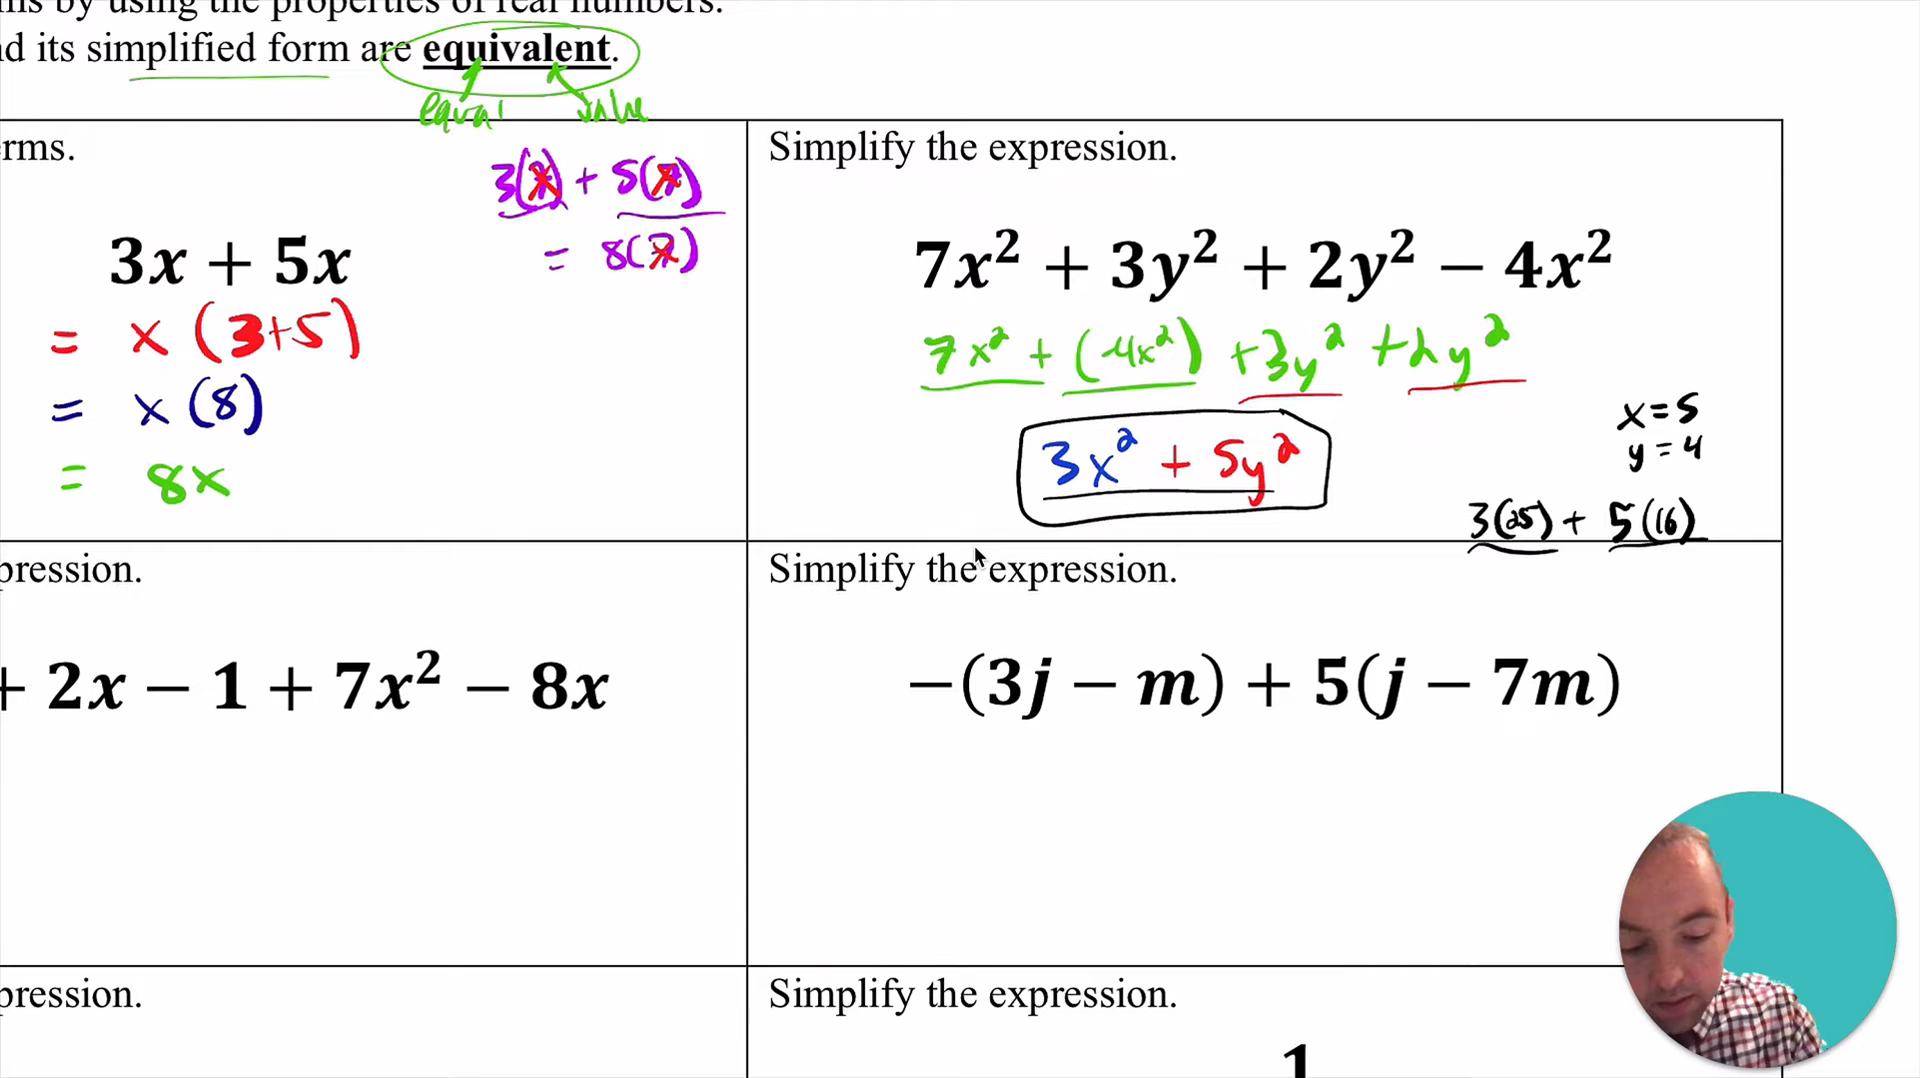 ms by using the properties of real numbers.
d its simplified form are equivalent.
equal value
rms.
3x + 5x
= x (3+5)
= x (8)
= 8x
3(x) + 5(x)
= 8(x)
Simplify the expression.
7x² + 3y² + 2y² − 4x²
7x² + (-4x²) + 3y² + 2y²
3x² + 5y²
x = 5
y = 4
3(25) + 5(16)
pression.
+ 2x − 1 + 7x² − 8x
Simplify the expression.
−(3j − m) + 5(j − 7m)
pression.
Simplify the expression.
1